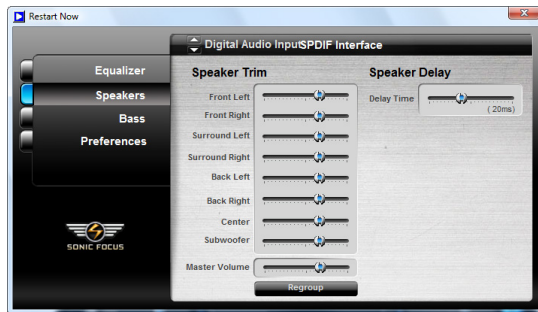 Restart Now
Digital Audio InputSPDIF Interface
Equalizer
Speakers
Bass
Preferences
SONIC FOCUS
Speaker Trim
Front Left
Front Right
Surround Left
Surround Right
Back Left
Back Right
Center
Subwoofer
Master Volume
Regroup
Speaker Delay
Delay Time
( 20ms)